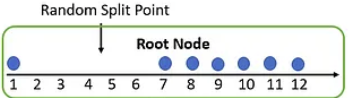 Random Split Point
Root Node
1 2 3 4 5 6 7 8 9 10 11 12